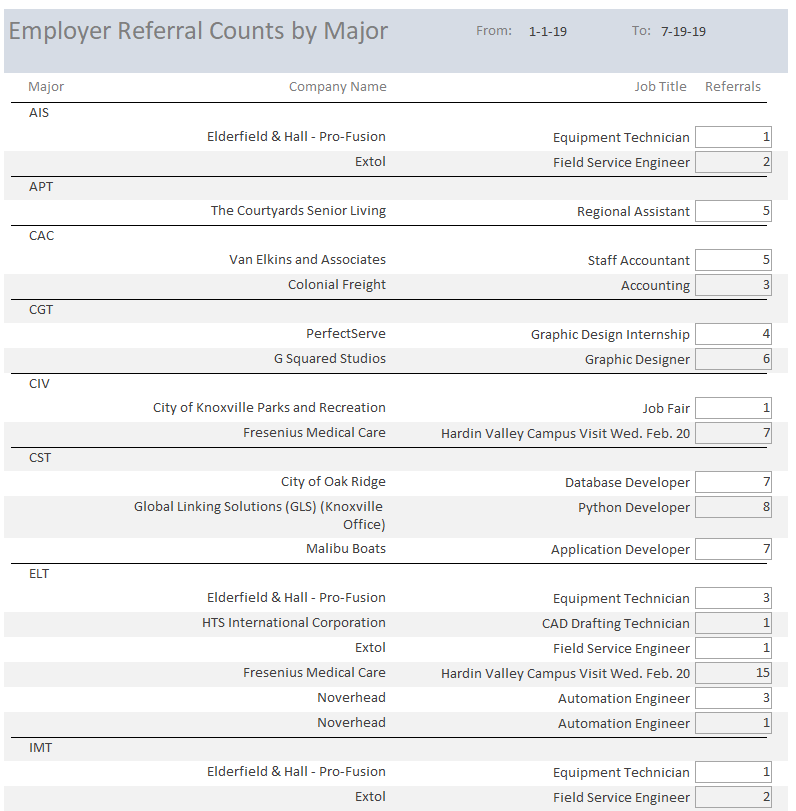 Employer Referral Counts by Major From: 1-1-19 To: 7-19-19
Major Company Name Job Title Referrals
AIS
Elderfield & Hall - Pro-Fusion Equipment Technician 1
Extol Field Service Engineer 2
APT
The Courtyards Senior Living Regional Assistant 5
CAC
Van Elkins and Associates Staff Accountant 5
Colonial Freight Accounting 3
CGT
PerfectServe Graphic Design Internship 4
G Squared Studios Graphic Designer 6
CIV
City of Knoxville Parks and Recreation Job Fair 1
Fresenius Medical Care Hardin Valley Campus Visit Wed. Feb. 20 7
CST
City of Oak Ridge Database Developer 7
Global Linking Solutions (GLS) (Knoxville Python Developer 8
Office)
Malibu Boats Application Developer 7
ELT
Elderfield & Hall - Pro-Fusion Equipment Technician 3
HTS International Corporation CAD Drafting Technician 1
Extol Field Service Engineer 1
Fresenius Medical Care Hardin Valley Campus Visit Wed. Feb. 20 15
Noverhead Automation Engineer 3
Noverhead Automation Engineer 1
IMT
Elderfield & Hall - Pro-Fusion Equipment Technician 1
Extol Field Service Engineer 2